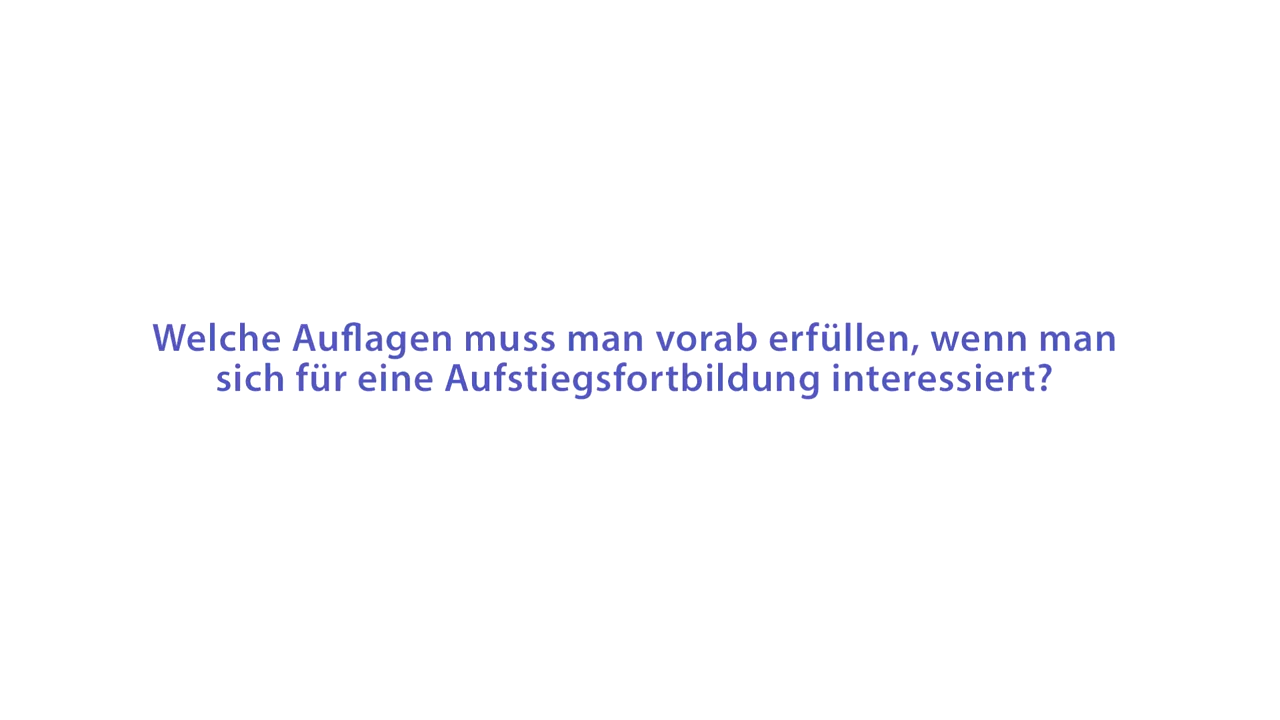 Welche Auflagen muss man vorab erfüllen, wenn man
sich für eine Aufstiegsfortbildung interessiert?